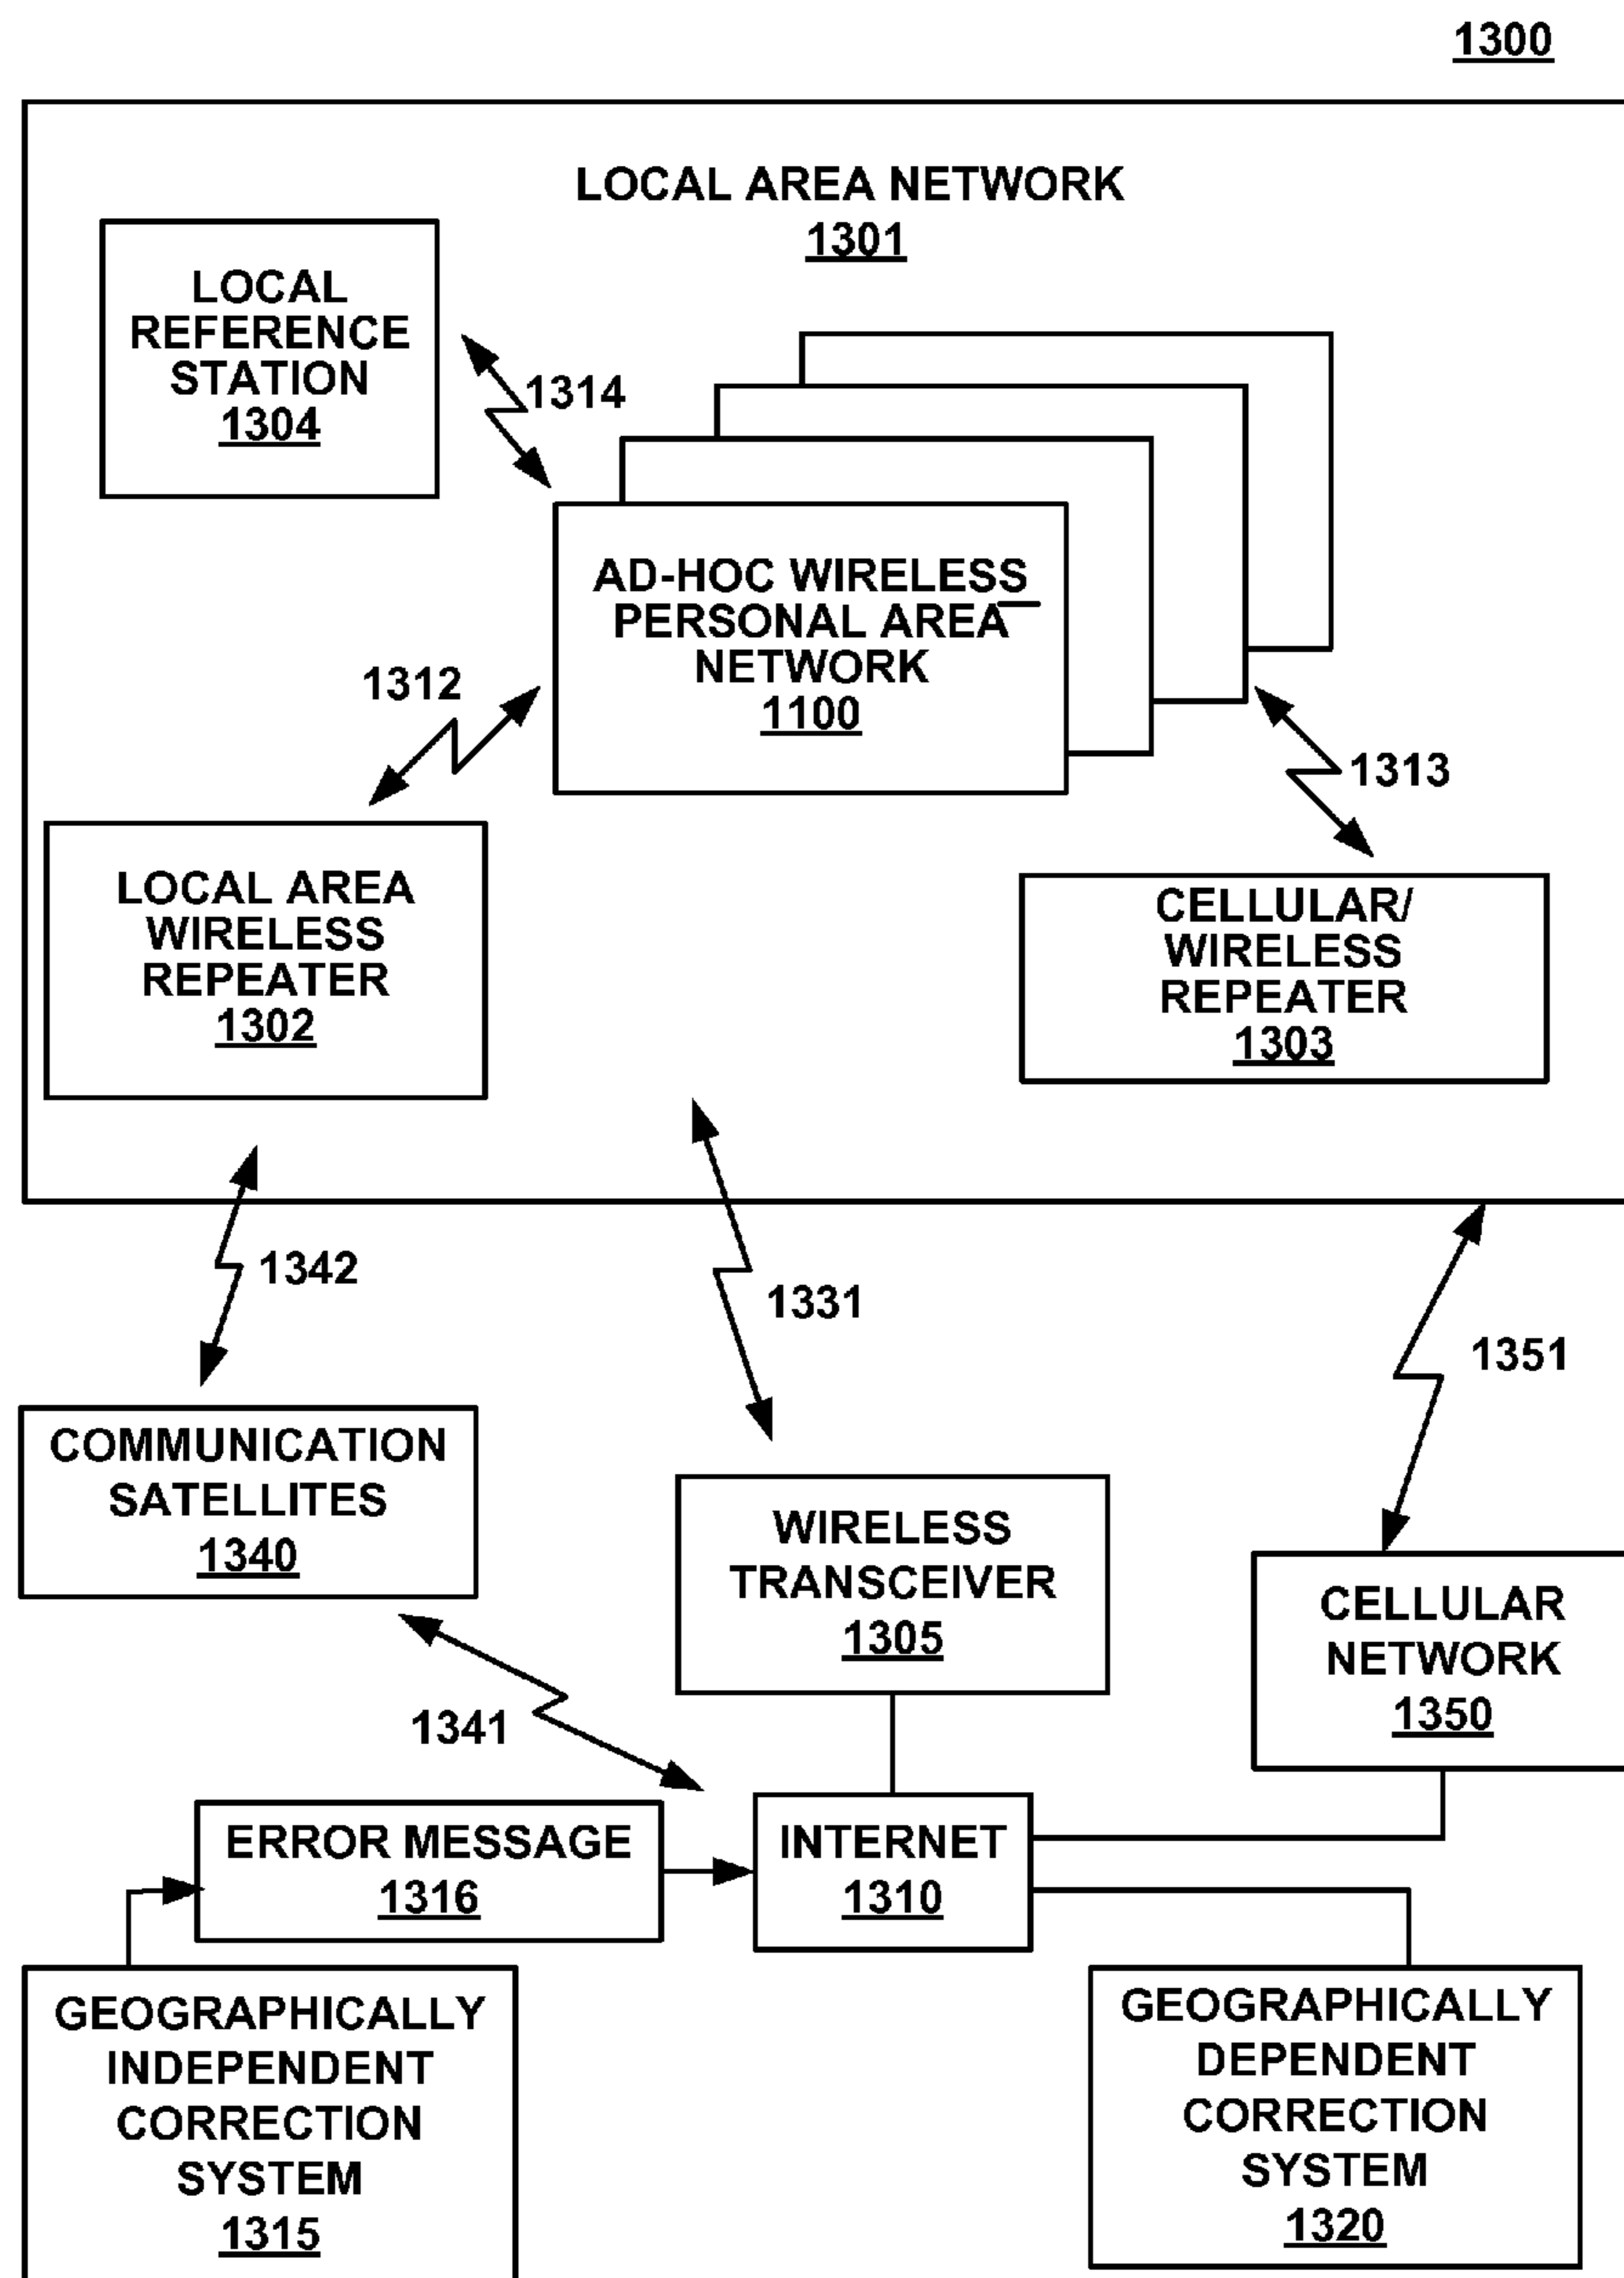 1300
LOCAL AREA NETWORK
1301
LOCAL
REFERENCE
STATION
1304
1314
AD-HOC WIRELESS
PERSONAL AREA
NETWORK
1100
1312
1313
LOCAL AREA
WIRELESS
REPEATER
1302
CELLULAR/
WIRELESS
REPEATER
1303
1342
1331
1351
COMMUNICATION
SATELLITES
1340
WIRELESS
TRANSCEIVER
1305
CELLULAR
NETWORK
1350
1341
ERROR MESSAGE
1316
INTERNET
1310
GEOGRAPHICALLY
INDEPENDENT
CORRECTION
SYSTEM
1315
GEOGRAPHICALLY
DEPENDENT
CORRECTION
SYSTEM
1320